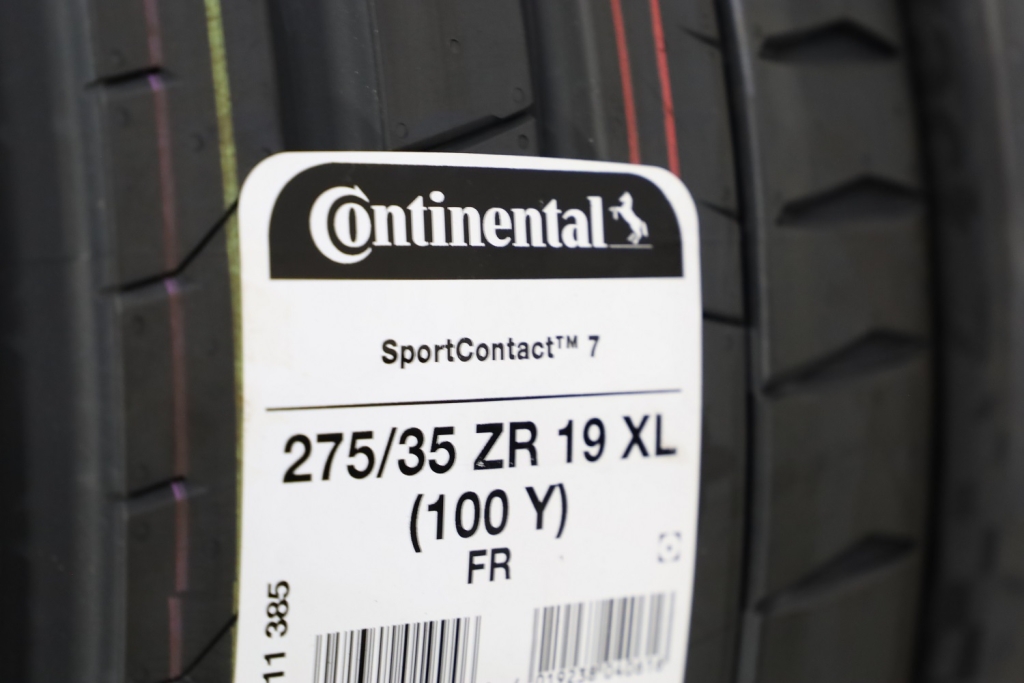 Continental
SportContact™ 7
275/35 ZR 19 XL
(100 Y)
FR
11 385